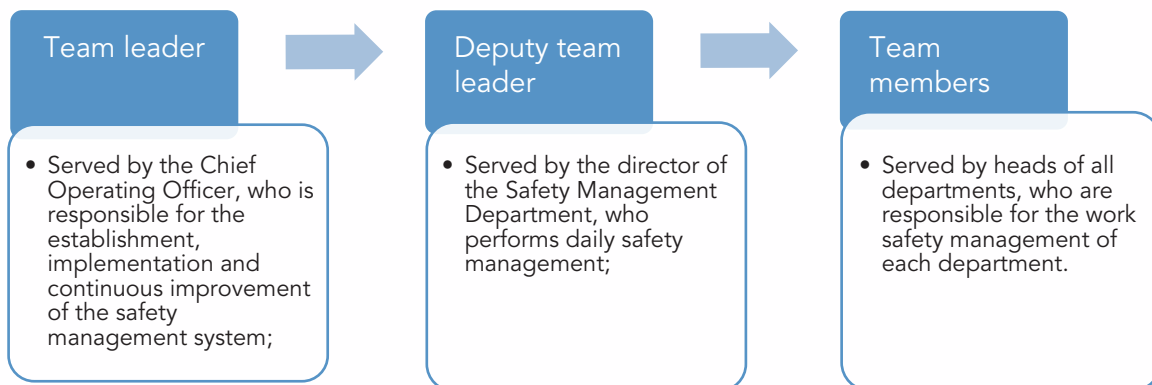 Team leader
• Served by the Chief
Operating Officer, who is
responsible for the
establishment,
implementation and
continuous improvement
of the safety
management system;
Deputy team
leader
• Served by the director of
the Safety Management
Department, who
performs daily safety
management;
Team
members
• Served by heads of all
departments, who are
responsible for the work
safety management of
each department.